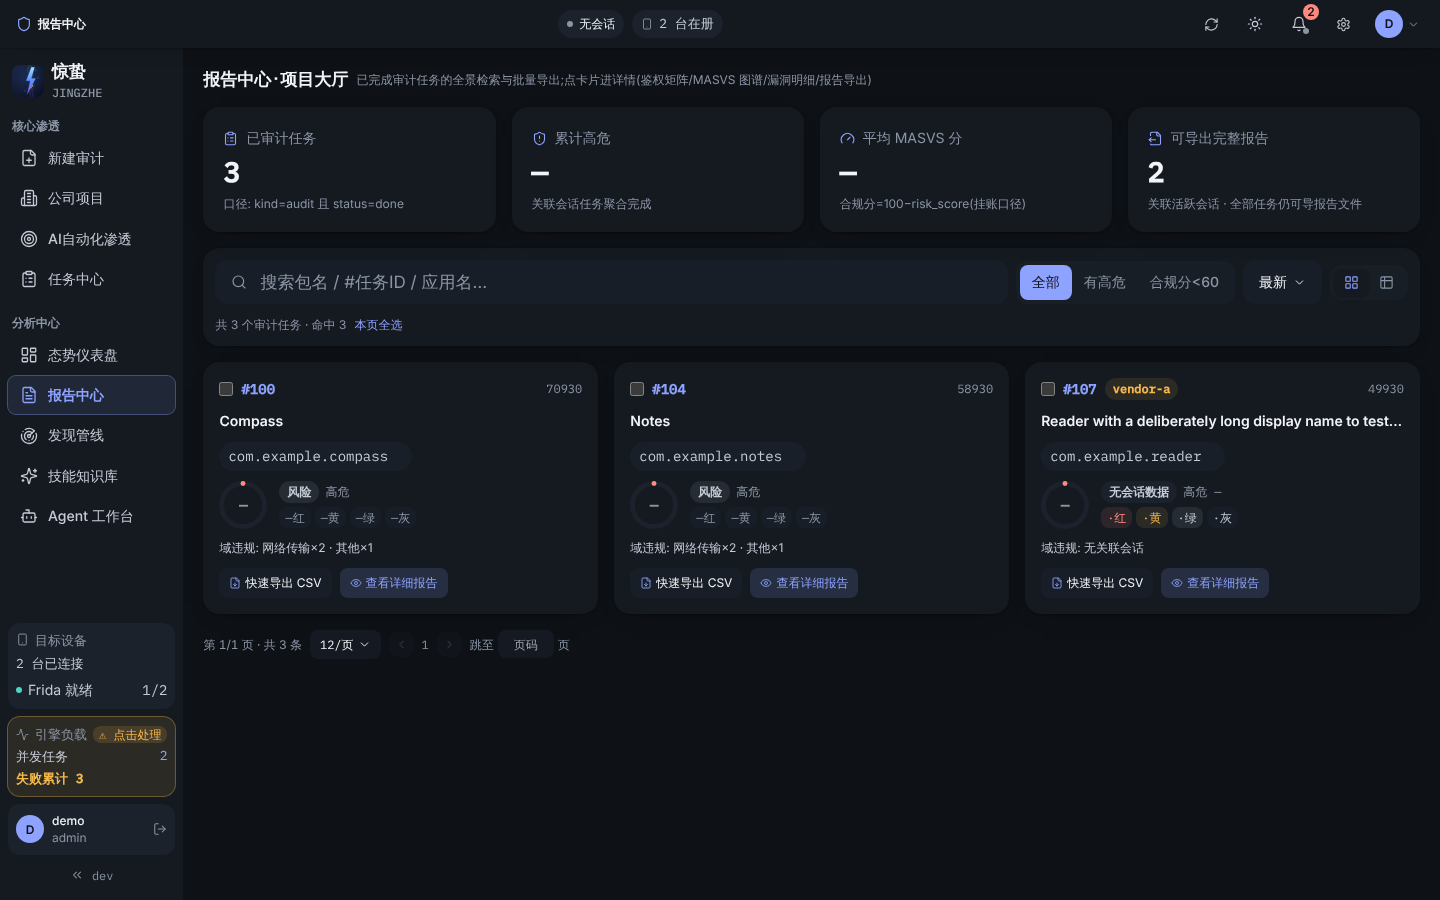 报告中心
无会话
2 台在册
2
D
惊蛰
JINGZHE
核心渗透
新建审计
公司项目
AI自动化渗透
任务中心
分析中心
态势仪表盘
报告中心
发现管线
技能知识库
Agent 工作台
目标设备
2 台已连接
Frida 就绪 1/2
引擎负载 ⚠ 点击处理
并发任务 2
失败累计 3
D
demo
admin
dev
报告中心·项目大厅 已完成审计任务的全景检索与批量导出;点卡片进详情(鉴权矩阵/MASVS 图谱/漏洞明细/报告导出)
已审计任务
3
口径: kind=audit 且 status=done
累计高危
—
关联会话任务聚合完成
平均 MASVS 分
—
合规分=100−risk_score(挂账口径)
可导出完整报告
2
关联活跃会话 · 全部任务仍可导报告文件
搜索包名 / #任务ID / 应用名...
全部 有高危 合规分<60 最新
共 3 个审计任务 · 命中 3 本页全选
#100 70930
Compass
com.example.compass
—
风险 高危
—红 —黄 —绿 —灰
域违规: 网络传输×2 · 其他×1
快速导出 CSV 查看详细报告
#104 58930
Notes
com.example.notes
—
风险 高危
—红 —黄 —绿 —灰
域违规: 网络传输×2 · 其他×1
快速导出 CSV 查看详细报告
#107 vendor-a 49930
Reader with a deliberately long display name to test...
com.example.reader
—
无会话数据 高危 —
·红 ·黄 ·绿 ·灰
域违规: 无关联会话
快速导出 CSV 查看详细报告
第 1/1 页 · 共 3 条 12/页 1 跳至 页码 页